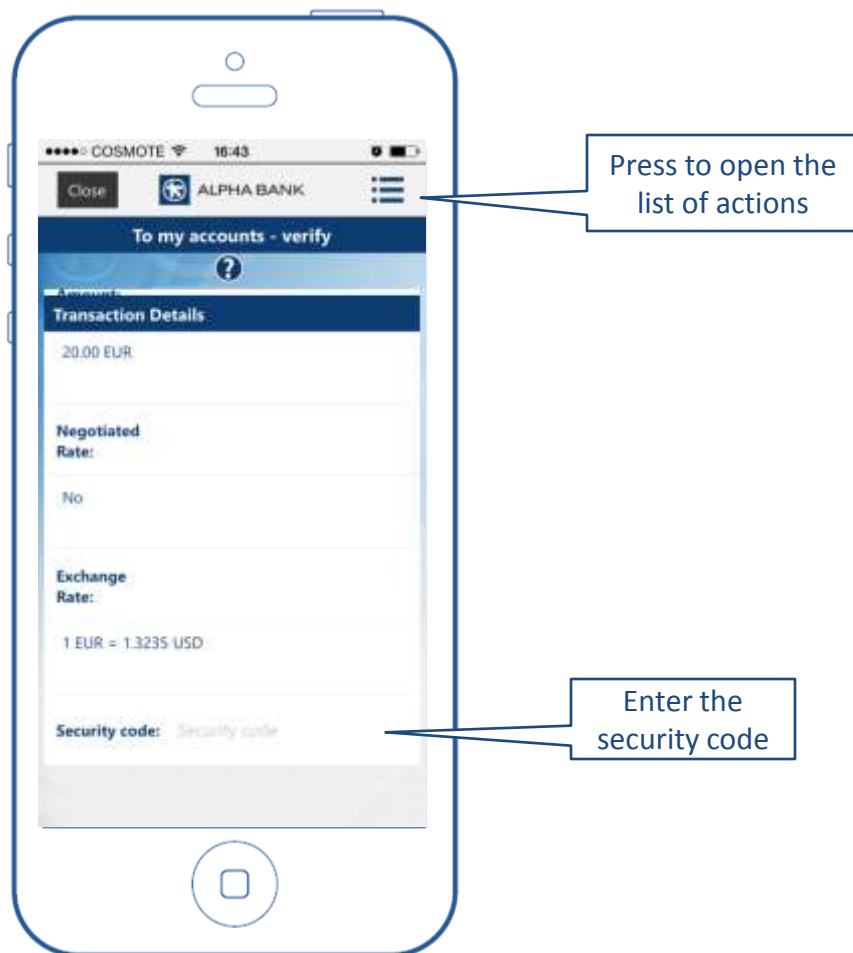 COSMOTE 16:43
Close ALPHA BANK
Press to open the
list of actions
To my accounts - verify
?
Amount:
Transaction Details
20.00 EUR
Negotiated
Rate:
No
Exchange
Rate:
1 EUR = 1.3235 USD
Security code: Security code
Enter the
security code